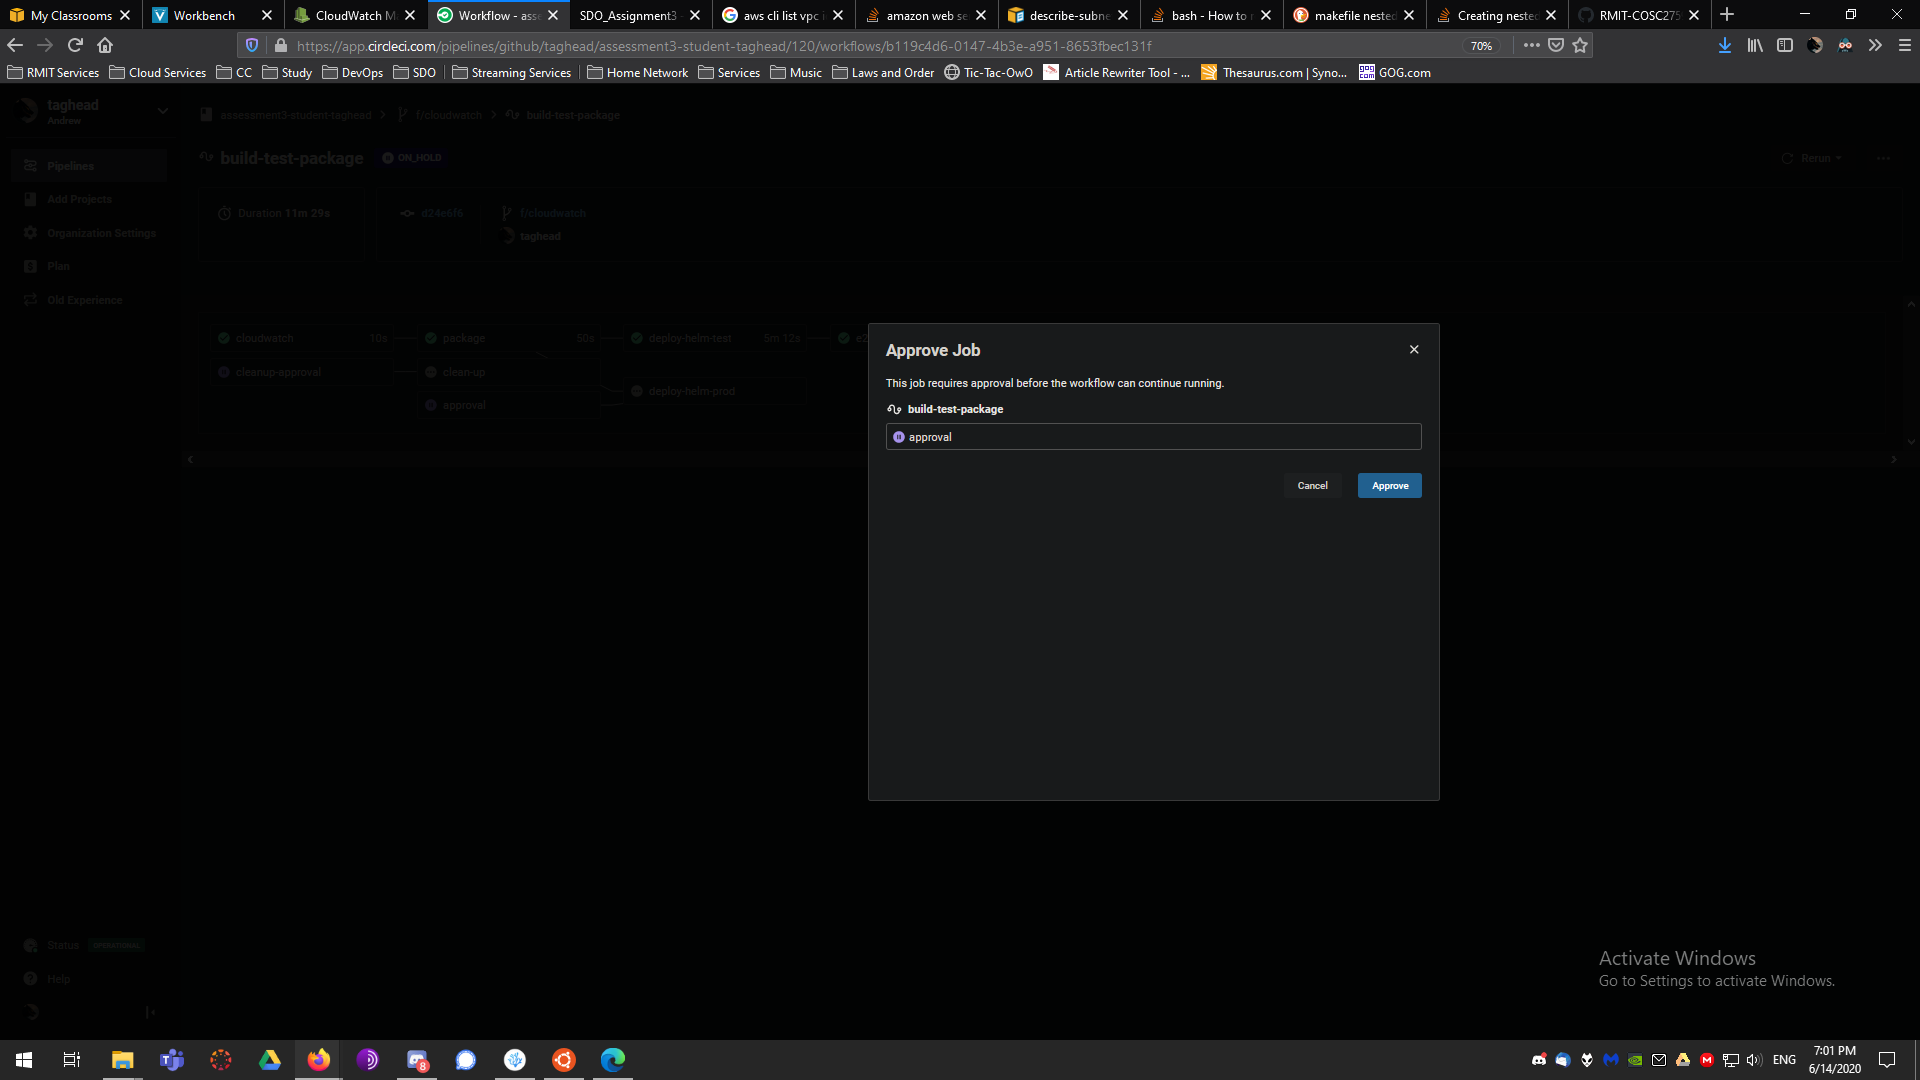 My Classrooms
Workbench
CloudWatch M
Workflow - asse
SDO_Assignment3 -
aws cli list vpc i
amazon web se
describe-subne
bash - How to r
makefile nested
Creating nested
RMIT-COSC275
https://app.circleci.com/pipelines/github/taghead/assessment3-student-taghead/120/workflows/b119c4d6-0147-4b3e-a951-8653fbec131f
70%
RMIT Services
Cloud Services
CC
Study
DevOps
SDO
Streaming Services
Home Network
Services
Music
Laws and Order
Tic-Tac-OwO
Article Rewriter Tool - ...
Thesaurus.com | Syno...
GOG.com
taghead
Andrew
assessment3-student-taghead
f/cloudwatch
build-test-package
build-test-package
ON_HOLD
Rerun
Pipelines
Add Projects
Organization Settings
Plan
Old Experience
Duration 11m 29s
d24e6f6
f/cloudwatch
taghead
cloudwatch 10s
package 50s
deploy-helm-test 5m 12s
e2
cleanup-approval
clean-up
deploy-helm-prod
approval
Approve Job
This job requires approval before the workflow can continue running.
build-test-package
approval
Cancel
Approve
Status OPERATIONAL
Help
Activate Windows
Go to Settings to activate Windows.
8
ENG
7:01 PM
6/14/2020